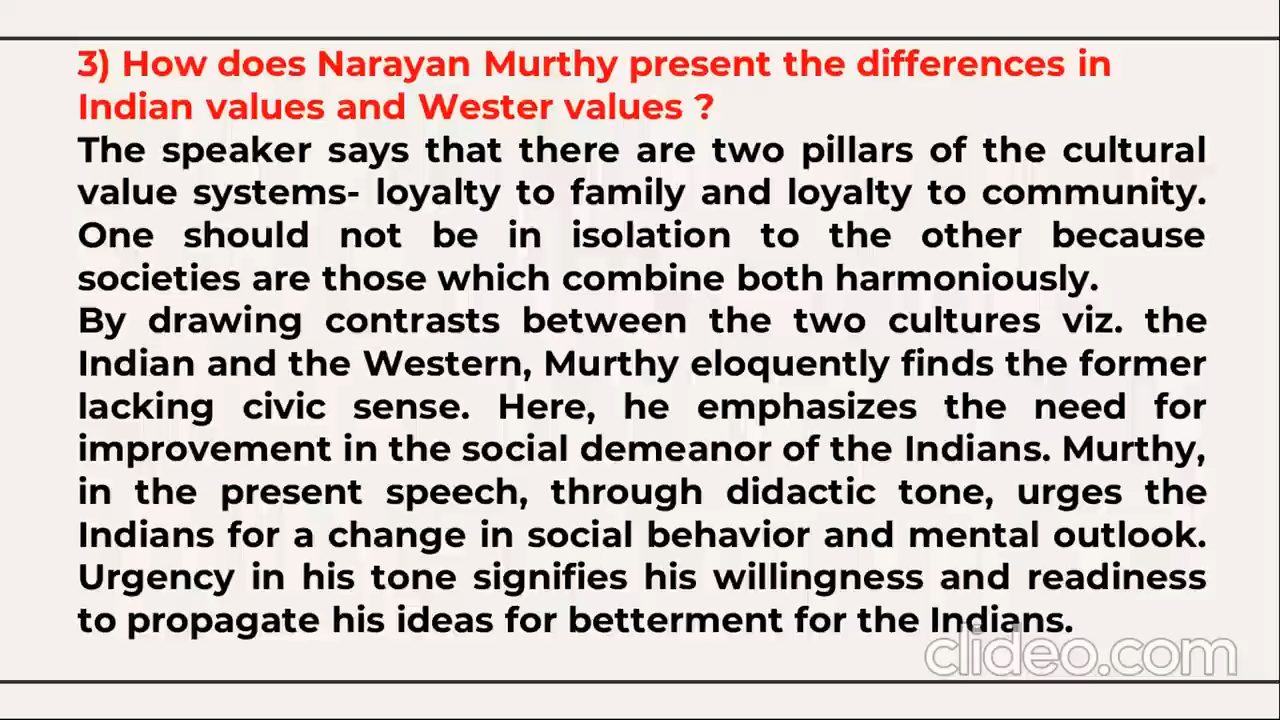 3) How does Narayan Murthy present the differences in
Indian values and Wester values ?
The speaker says that there are two pillars of the cultural
value systems- loyalty to family and loyalty to community.
One should not be in isolation to the other because
societies are those which combine both harmoniously.
By drawing contrasts between the two cultures viz. the
Indian and the Western, Murthy eloquently finds the former
lacking civic sense. Here, he emphasizes the need for
improvement in the social demeanor of the Indians. Murthy,
in the present speech, through didactic tone, urges the
Indians for a change in social behavior and mental outlook.
Urgency in his tone signifies his willingness and readiness
to propagate his ideas for betterment for the Indians.
clideo.com